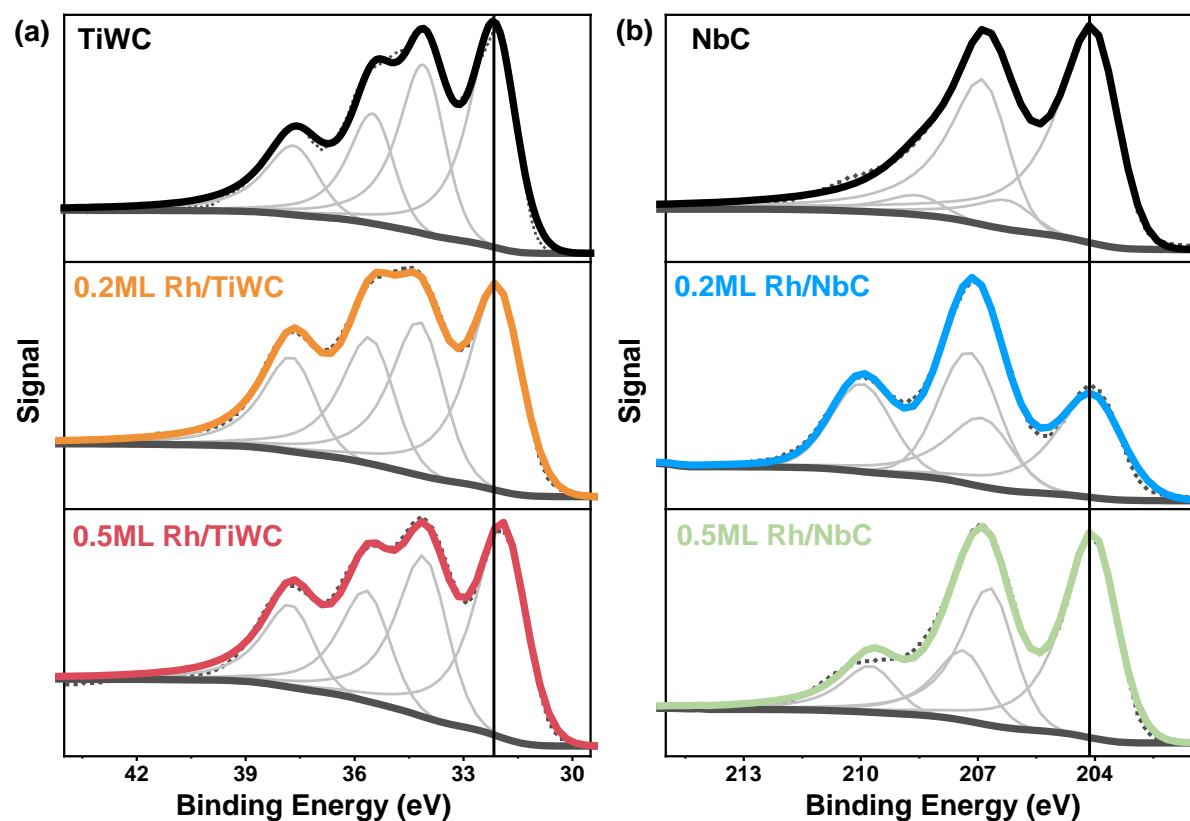 (a)
TiWC
0.2ML Rh/TiWC
0.5ML Rh/TiWC
Signal
42
39
36
32
30
Binding Energy (eV)
(b)
NbC
0.2ML Rh/NbC
0.5ML Rh/NbC
Signal
213
210
207
204
Binding Energy (eV)